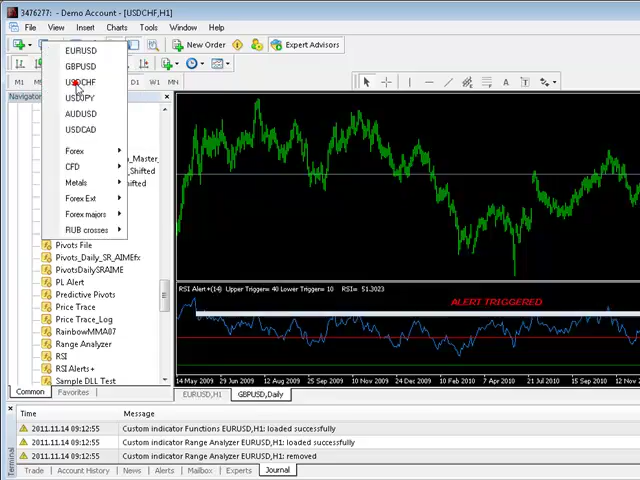 3476277: - Demo Account - [USDCHF,H1]
File View Insert Charts Tools Window Help
New Order Expert Advisors
D1 W1 MN
M1
Navigator
EURUSD
GBPUSD
USDCHF
USDJPY
AUDUSD
USDCAD
Forex
CFD
Metals
Forex Ext
Forex majors
RUB crosses
Pivots File
Pivots_Daily_SR_AIMEfx
PivotsDailySRAIME
PL Alert
Predictive Pivots
Price Trace
Price Trace_Log
RainbowMMA07
Range Analyzer
RSI
RSI Alerts+
Sample DLL Test
Common Favorites
RSI Alert+(14) Upper Trigger= 40 Lower Trigger= 10 RSI= 51.3023
ALERT TRIGGERED
14 May 2009 29 Jun 2009 12 Aug 2009 25 Sep 2009 10 Nov 2009 24 Dec 2009 10 Feb 2010 7 Apr 2010 21 Jul 2010 15 Sep 2010 12 Nov
EURUSD,H1 GBPUSD,Daily
Time Message
2011.11.14 09:12:55 Custom indicator Functions EURUSD,H1: loaded successfully
2011.11.14 09:12:55 Custom indicator Range Analyzer EURUSD,H1: loaded successfully
2011.11.14 09:12:55 Custom indicator Range Analyzer EURUSD,H1: removed
Terminal
Trade Account History News Alerts Mailbox Experts Journal